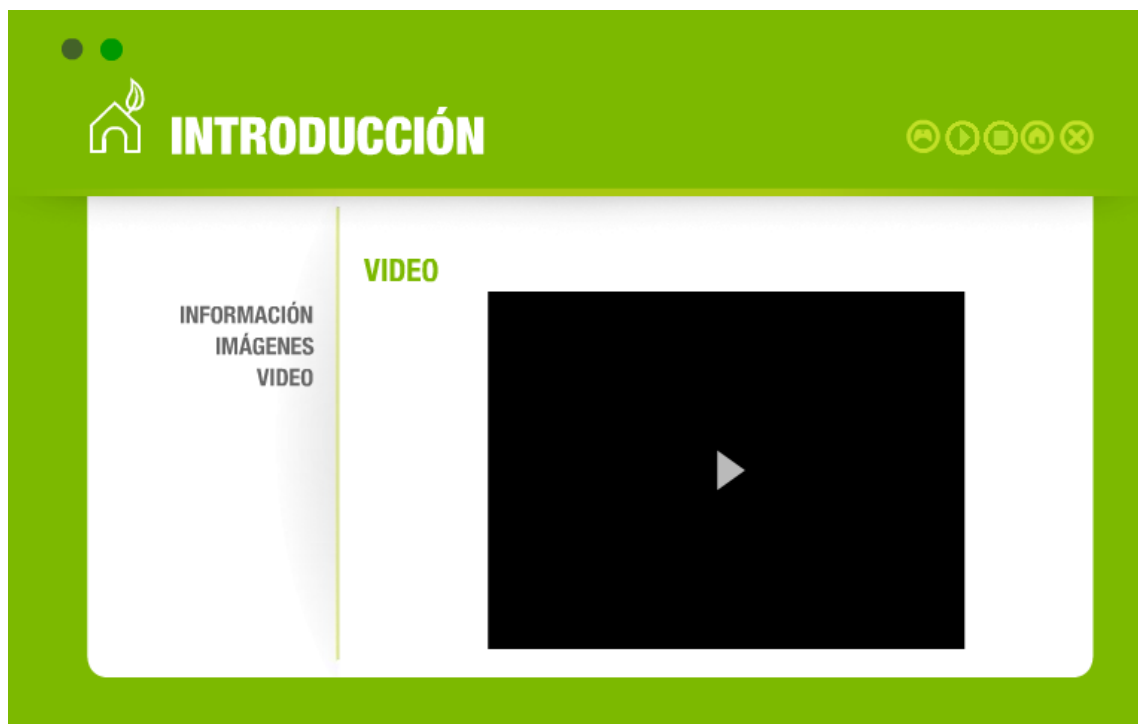 INTRODUCCIÓN
VIDEO
INFORMACIÓN
IMÁGENES
VIDEO